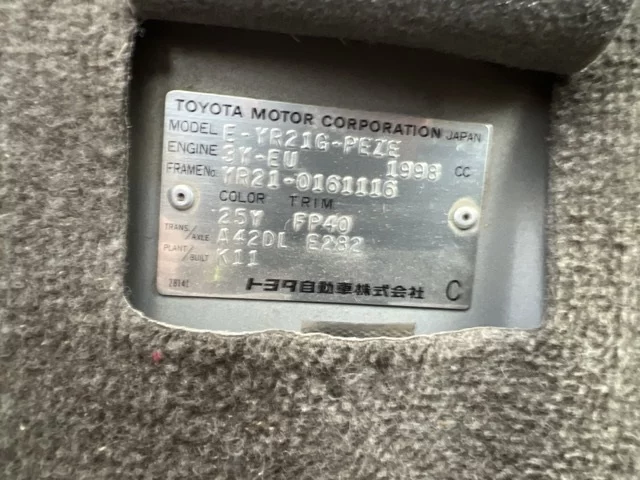 TOYOTA MOTOR CORPORATION JAPAN
MODEL E-YR21G-PEZE
ENGINE 3Y-EU 1998 CC
FRAME No. YR21-0161116
COLOR TRIM
25Y FP40
TRANS/AXLE A42DL E282
PLANT/BUILT K11
トヨタ自動車株式会社 C